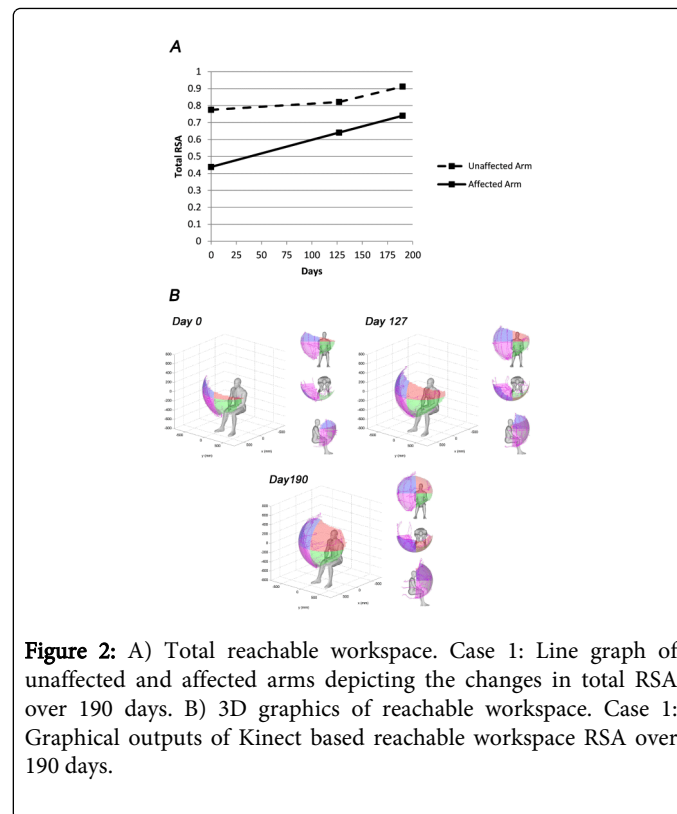 A
1
0.9
0.8
0.7
0.6
0.5
0.4
0.3
0.2
0.1
0
Total RSA
0 25 50 75 100 125 150 175 200
Days
Unaffected Arm
Affected Arm
B
Day 0
Day 127
Day190
Figure 2: A) Total reachable workspace. Case 1: Line graph of
unaffected and affected arms depicting the changes in total RSA
over 190 days. B) 3D graphics of reachable workspace. Case 1:
Graphical outputs of Kinect based reachable workspace RSA over
190 days.